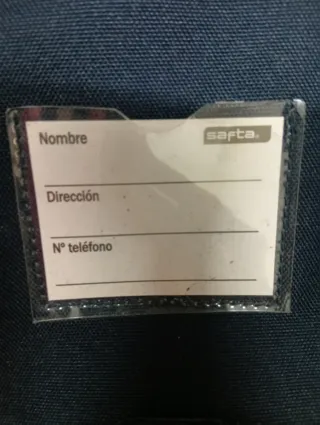 Nombre
safta.
Dirección
Nº teléfono